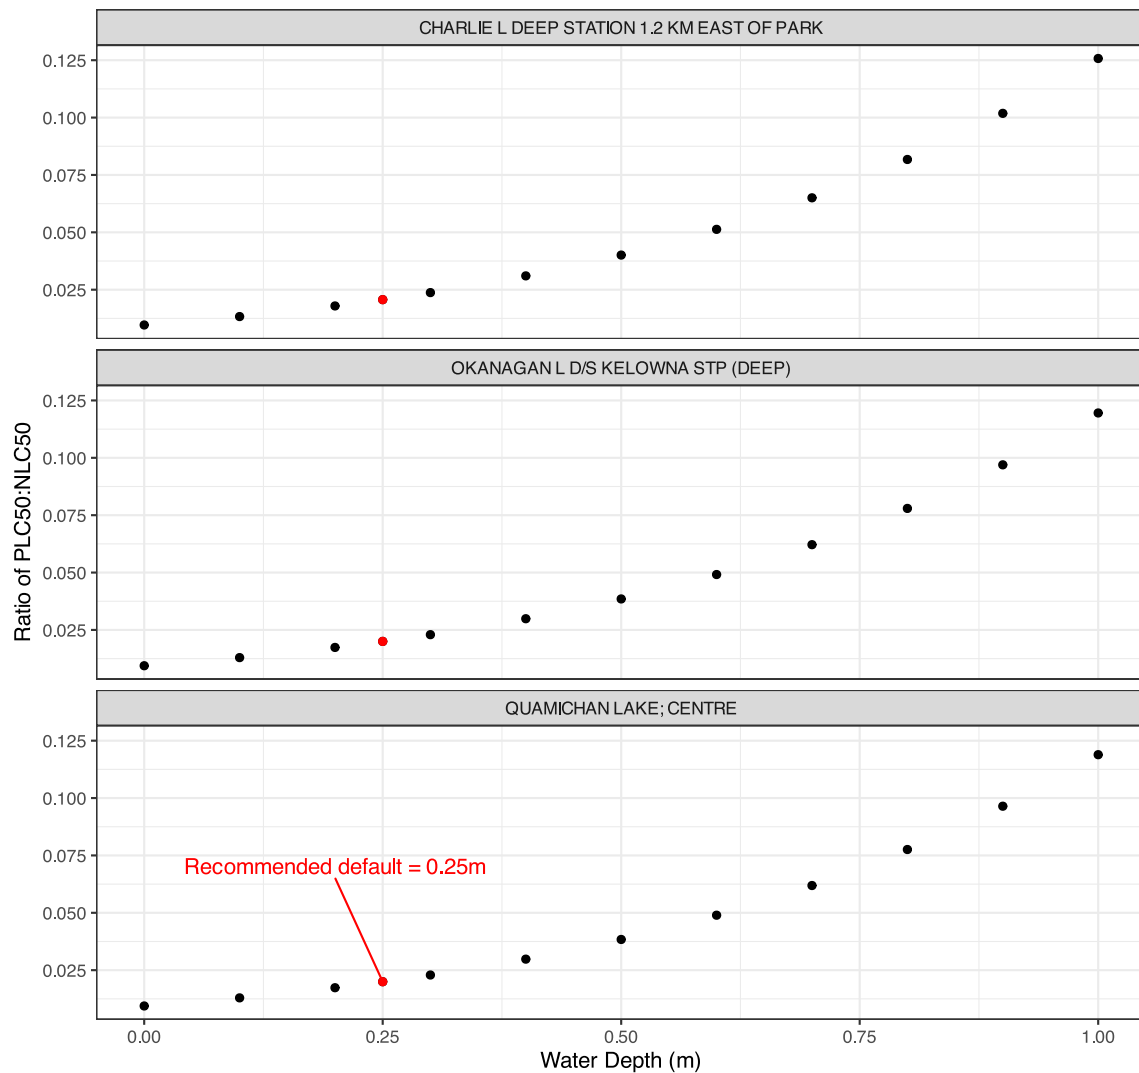 CHARLIE L DEEP STATION 1.2 KM EAST OF PARK
0.125
0.100
0.075
0.050
0.025
OKANAGAN L D/S KELOWNA STP (DEEP)
0.125
0.100
0.075
0.050
0.025
Ratio of PLC50:NLC50
QUAMICHAN LAKE; CENTRE
0.125
0.100
0.075
0.050
0.025
Recommended default = 0.25m
0.00 0.25 0.50 0.75 1.00
Water Depth (m)